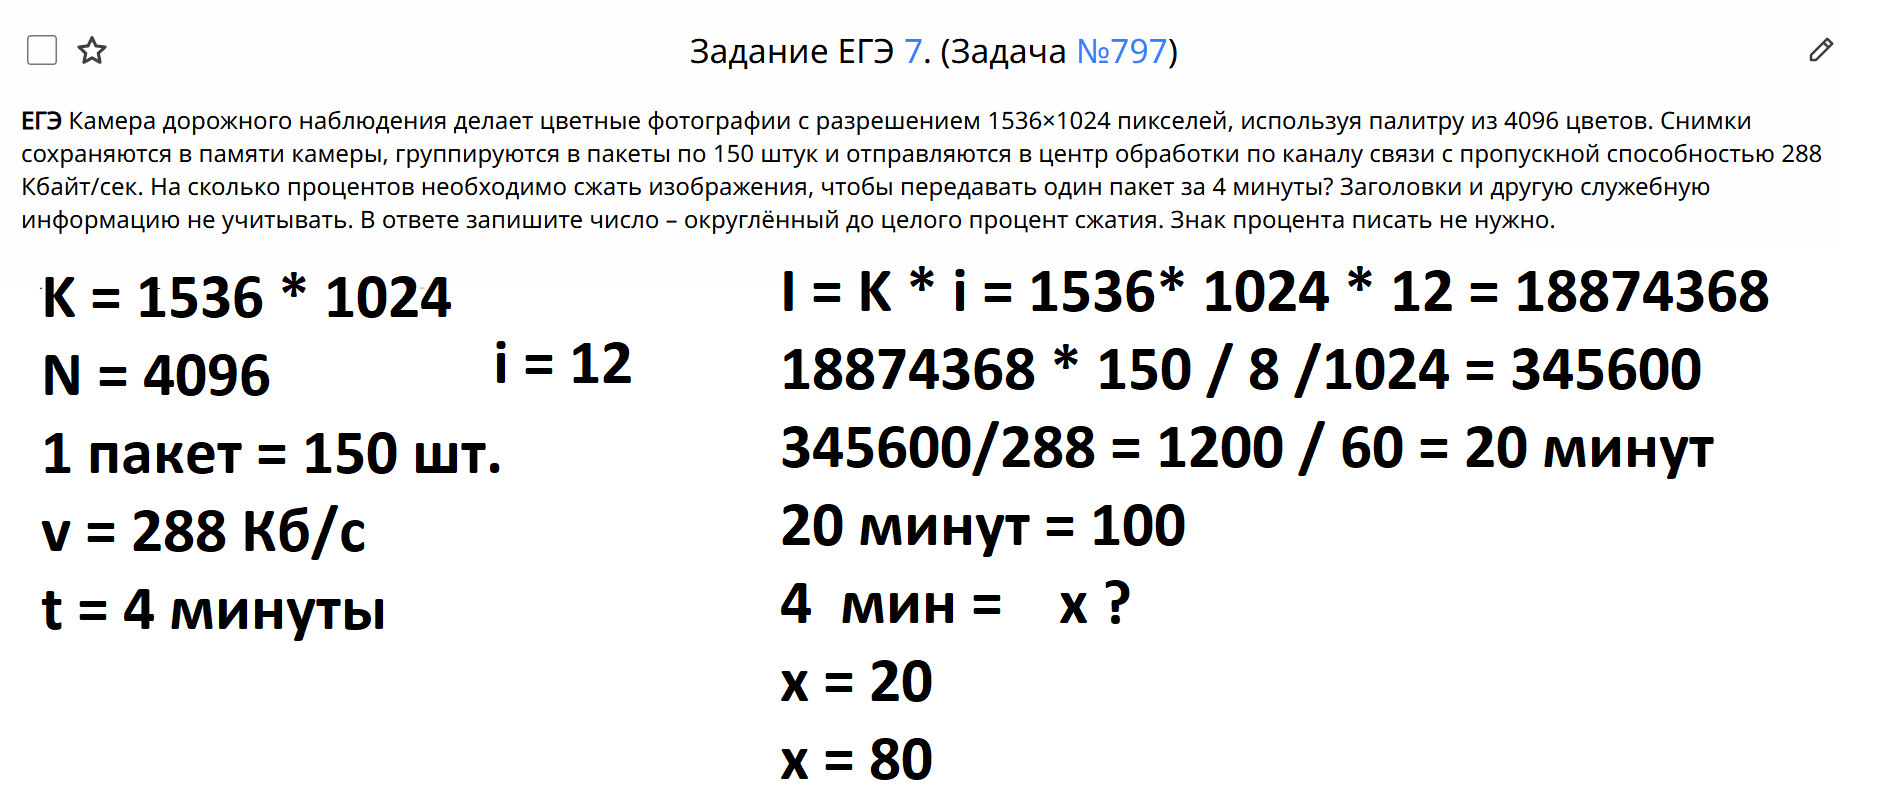 Задание ЕГЭ 7. (Задача №797)
ЕГЭ Камера дорожного наблюдения делает цветные фотографии с разрешением 1536×1024 пикселей, используя палитру из 4096 цветов. Снимки
сохраняются в памяти камеры, группируются в пакеты по 150 штук и отправляются в центр обработки по каналу связи с пропускной способностью 288
Кбайт/сек. На сколько процентов необходимо сжать изображения, чтобы передавать один пакет за 4 минуты? Заголовки и другую служебную
информацию не учитывать. В ответе запишите число – округлённый до целого процент сжатия. Знак процента писать не нужно.
K = 1536 * 1024
N = 4096
i = 12
1 пакет = 150 шт.
v = 288 Кб/с
t = 4 минуты
I = K * i = 1536* 1024 * 12 = 18874368
18874368 * 150 / 8 /1024 = 345600
345600/288 = 1200 / 60 = 20 минут
20 минут = 100
4 мин = x ?
x = 20
x = 80